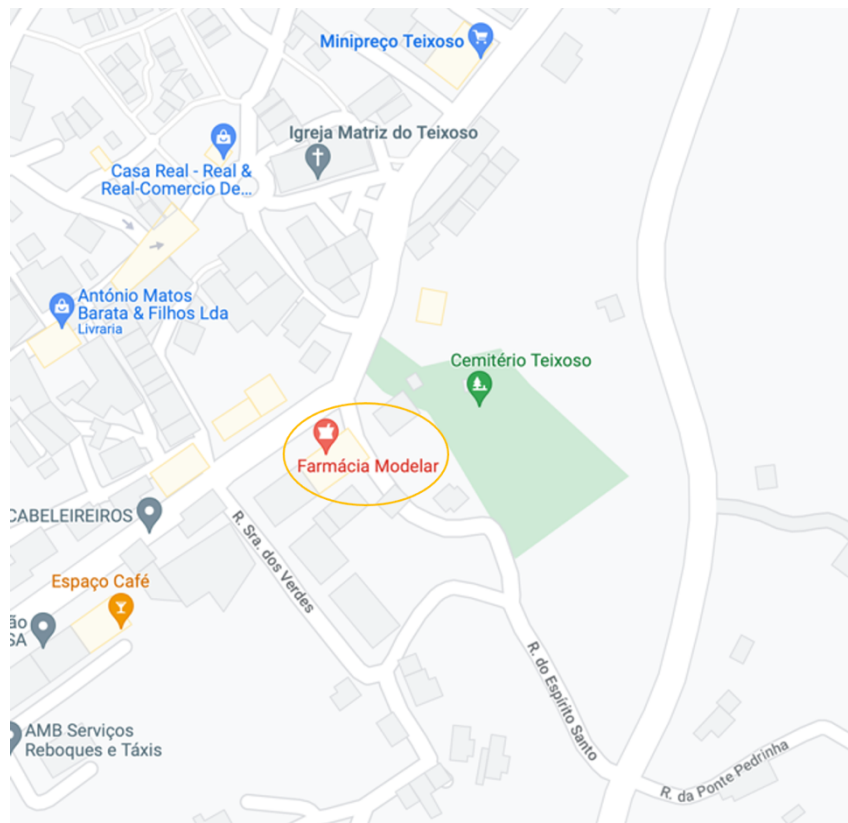 Minipreço Teixoso
Igreja Matriz do Teixoso
Casa Real - Real &
Real-Comercio De...
António Matos
Barata & Filhos Lda
Livraria
Cemitério Teixoso
Farmácia Modelar
CABELEIREIROS
R. Sra. dos Verdes
Espaço Café
ão
SA
R. do Espírito Santo
AMB Serviços
Reboques e Táxis
R. da Ponte Pedrinha